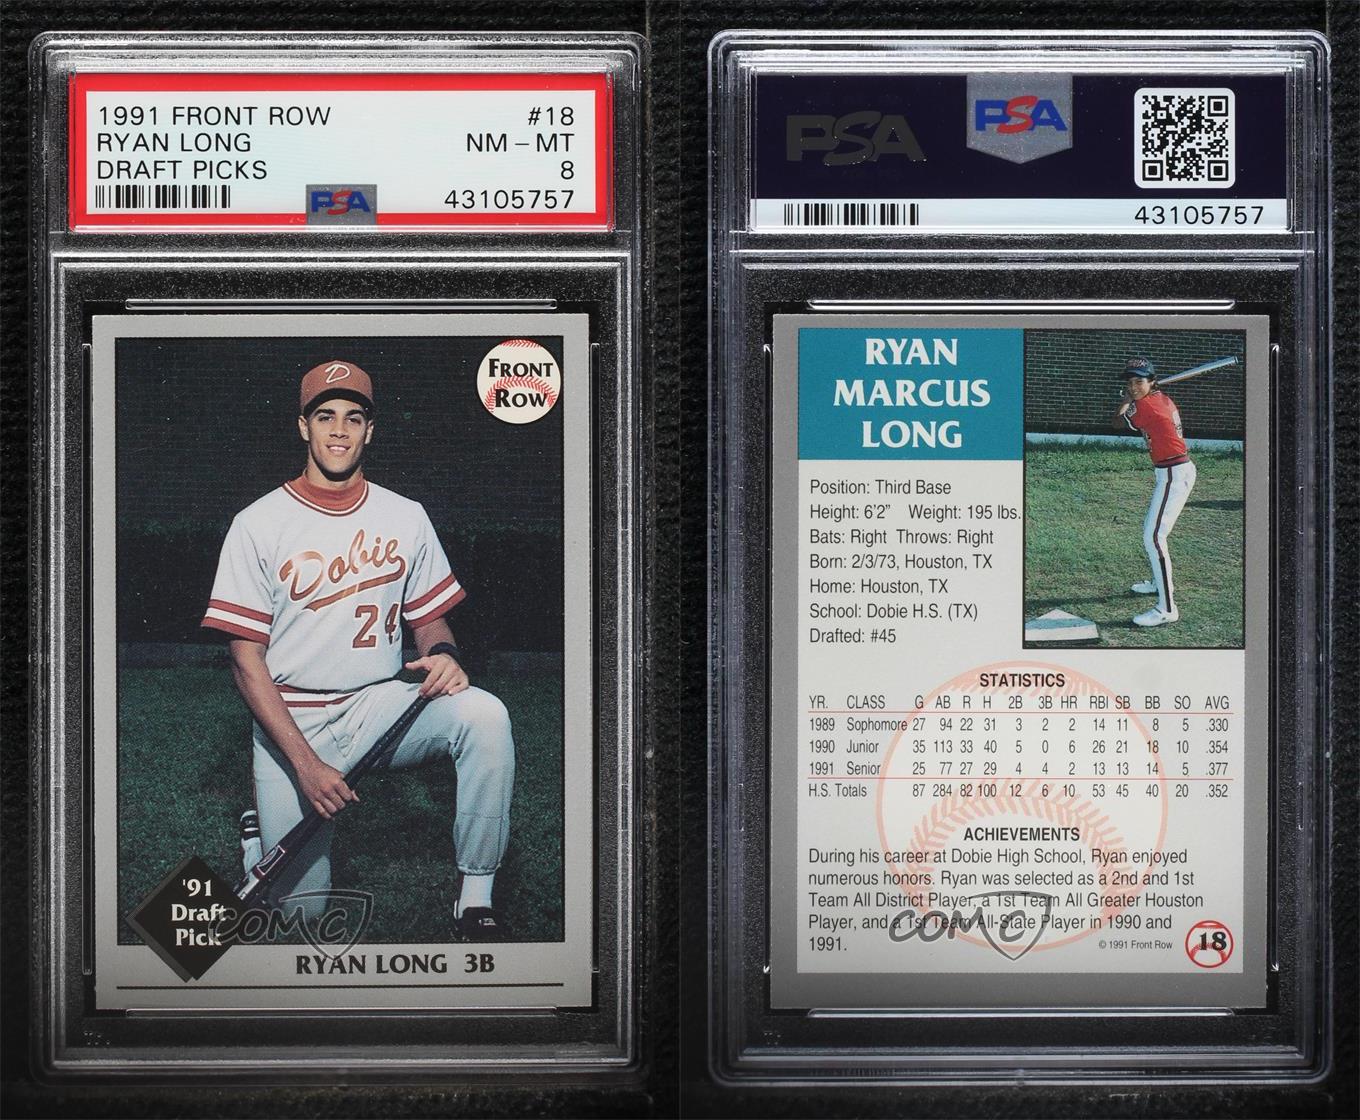 1991 FRONT ROW #18
RYAN LONG NM - MT
DRAFT PICKS 8
PSA 43105757
FRONT
ROW
D
Dobie
24
'91
Draft
Pick
COMC
RYAN LONG 3B
PSA PSA
43105757
RYAN
MARCUS
LONG
Position: Third Base
Height: 6'2" Weight: 195 lbs.
Bats: Right Throws: Right
Born: 2/3/73, Houston, TX
Home: Houston, TX
School: Dobie H.S. (TX)
Drafted: #45
STATISTICS
YR. CLASS G AB R H 2B 3B HR RBI SB BB SO AVG
1989 Sophomore 27 94 22 31 3 2 2 14 11 8 5 .330
1990 Junior 35 113 33 40 5 0 6 26 21 18 10 .354
1991 Senior 25 77 27 29 4 4 2 13 13 14 5 .377
H.S. Totals 87 284 82 100 12 6 10 53 45 40 20 .352
ACHIEVEMENTS
During his career at Dobie High School, Ryan enjoyed
numerous honors. Ryan was selected as a 2nd and 1st
Team All District Player, a 1st Team All Greater Houston
Player, and a 1st Team All-State Player in 1990 and
1991.
COMC
© 1991 Front Row 18